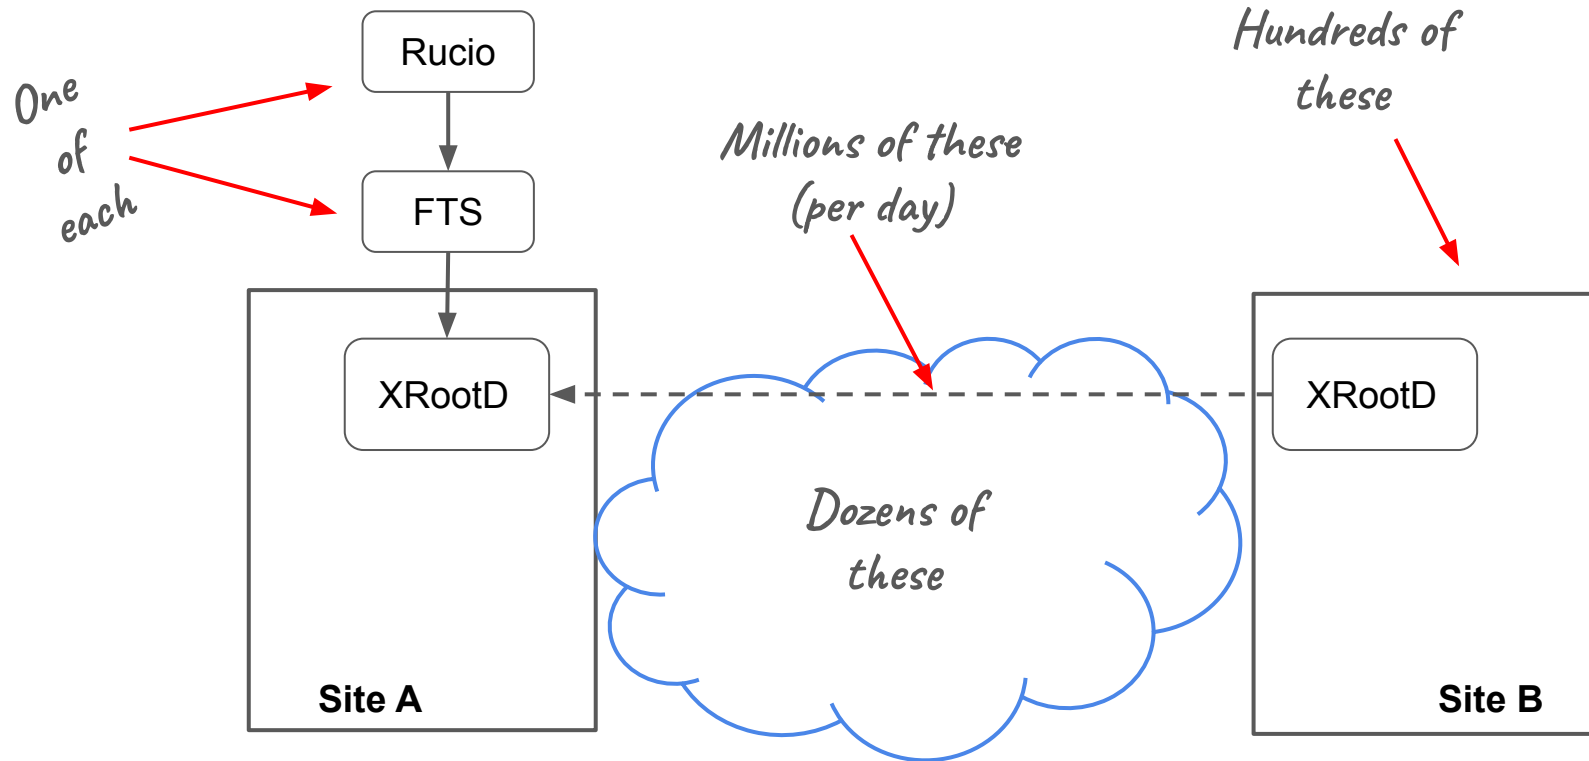 Rucio
One
of
each
FTS
Millions of these
(per day)
Hundreds of
these
XRootD
XRootD
Dozens of
these
Site A
Site B